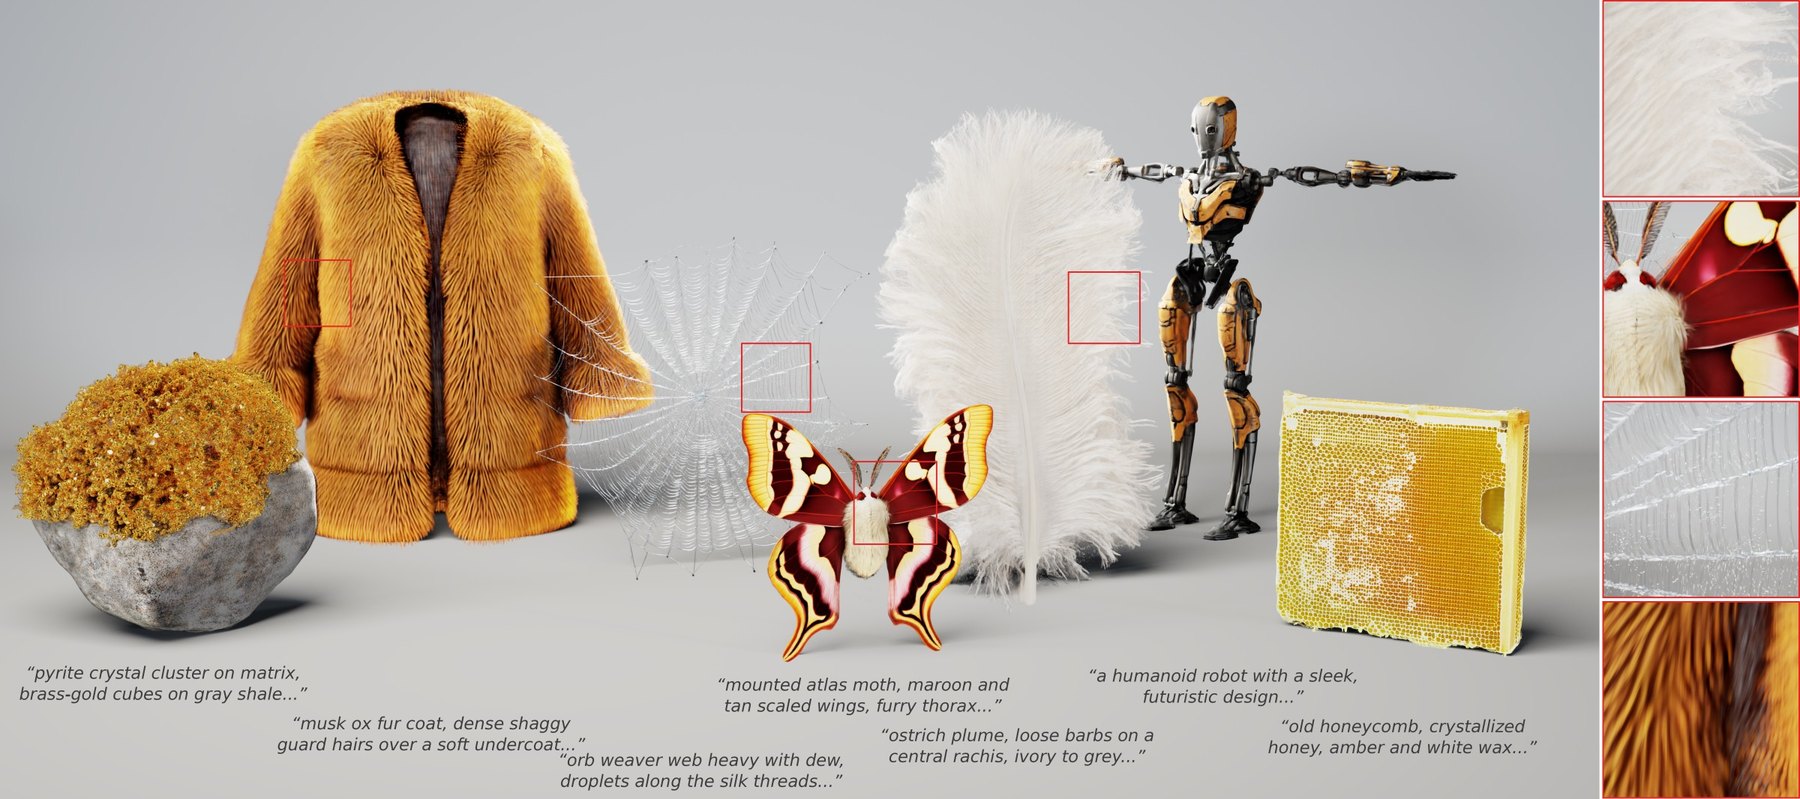 “pyrite crystal cluster on matrix,
brass-gold cubes on gray shale...”
“musk ox fur coat, dense shaggy
guard hairs over a soft undercoat...”
“orb weaver web heavy with dew,
droplets along the silk threads...”
“mounted atlas moth, maroon and
tan scaled wings, furry thorax...”
“ostrich plume, loose barbs on a
central rachis, ivory to grey...”
“a humanoid robot with a sleek,
futuristic design...”
“old honeycomb, crystallized
honey, amber and white wax...”